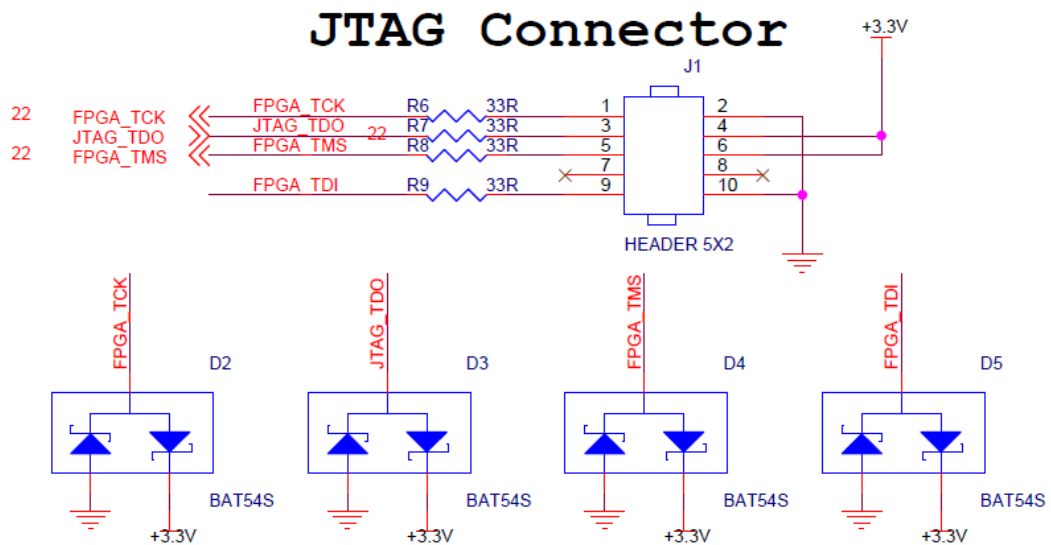 JTAG Connector
+3.3V
J1
22 FPGA_TCK FPGA_TCK R6 33R 1 2
JTAG_TDO JTAG_TDO 22 R7 33R 3 4
22 FPGA_TMS FPGA_TMS R8 33R 5 6
7 8
FPGA_TDI R9 33R 9 10
HEADER 5X2
FPGA_TCK JTAG_TDO FPGA_TMS FPGA_TDI
D2 D3 D4 D5
BAT54S BAT54S BAT54S BAT54S
+3.3V +3.3V +3.3V +3.3V